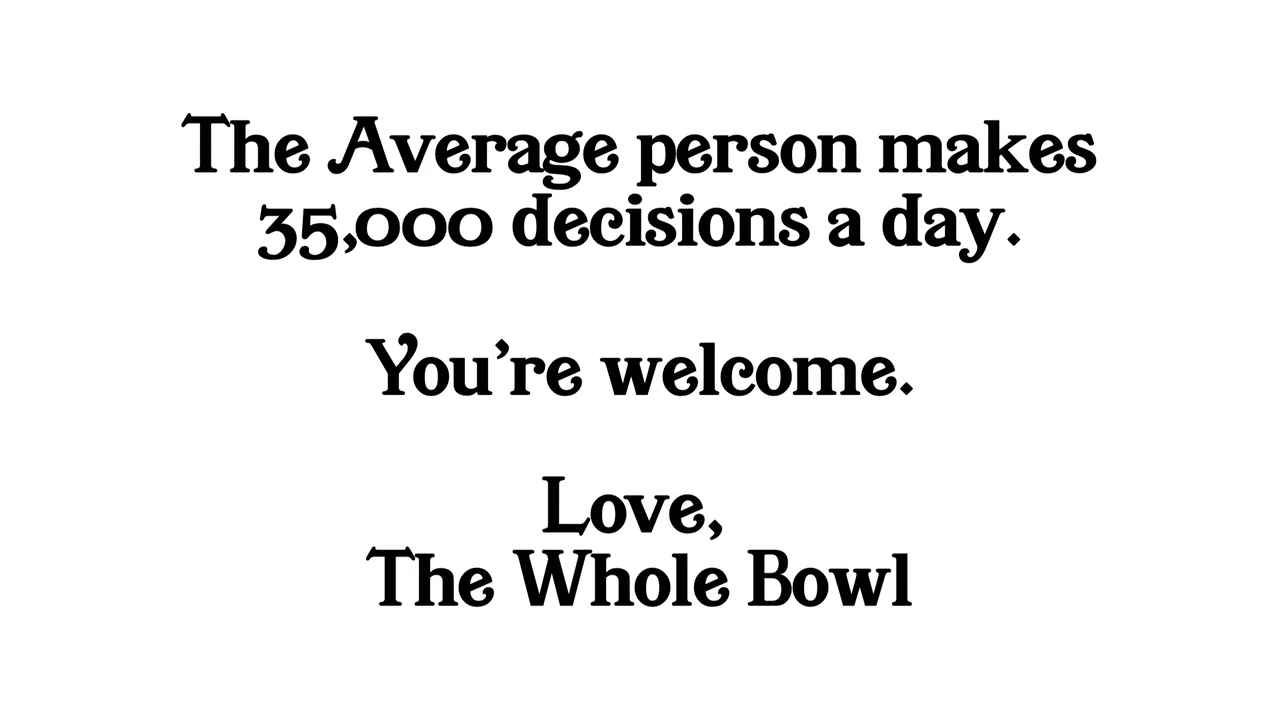 The Average person makes
35,000 decisions a day.
You’re welcome.
Love,
The Whole Bowl